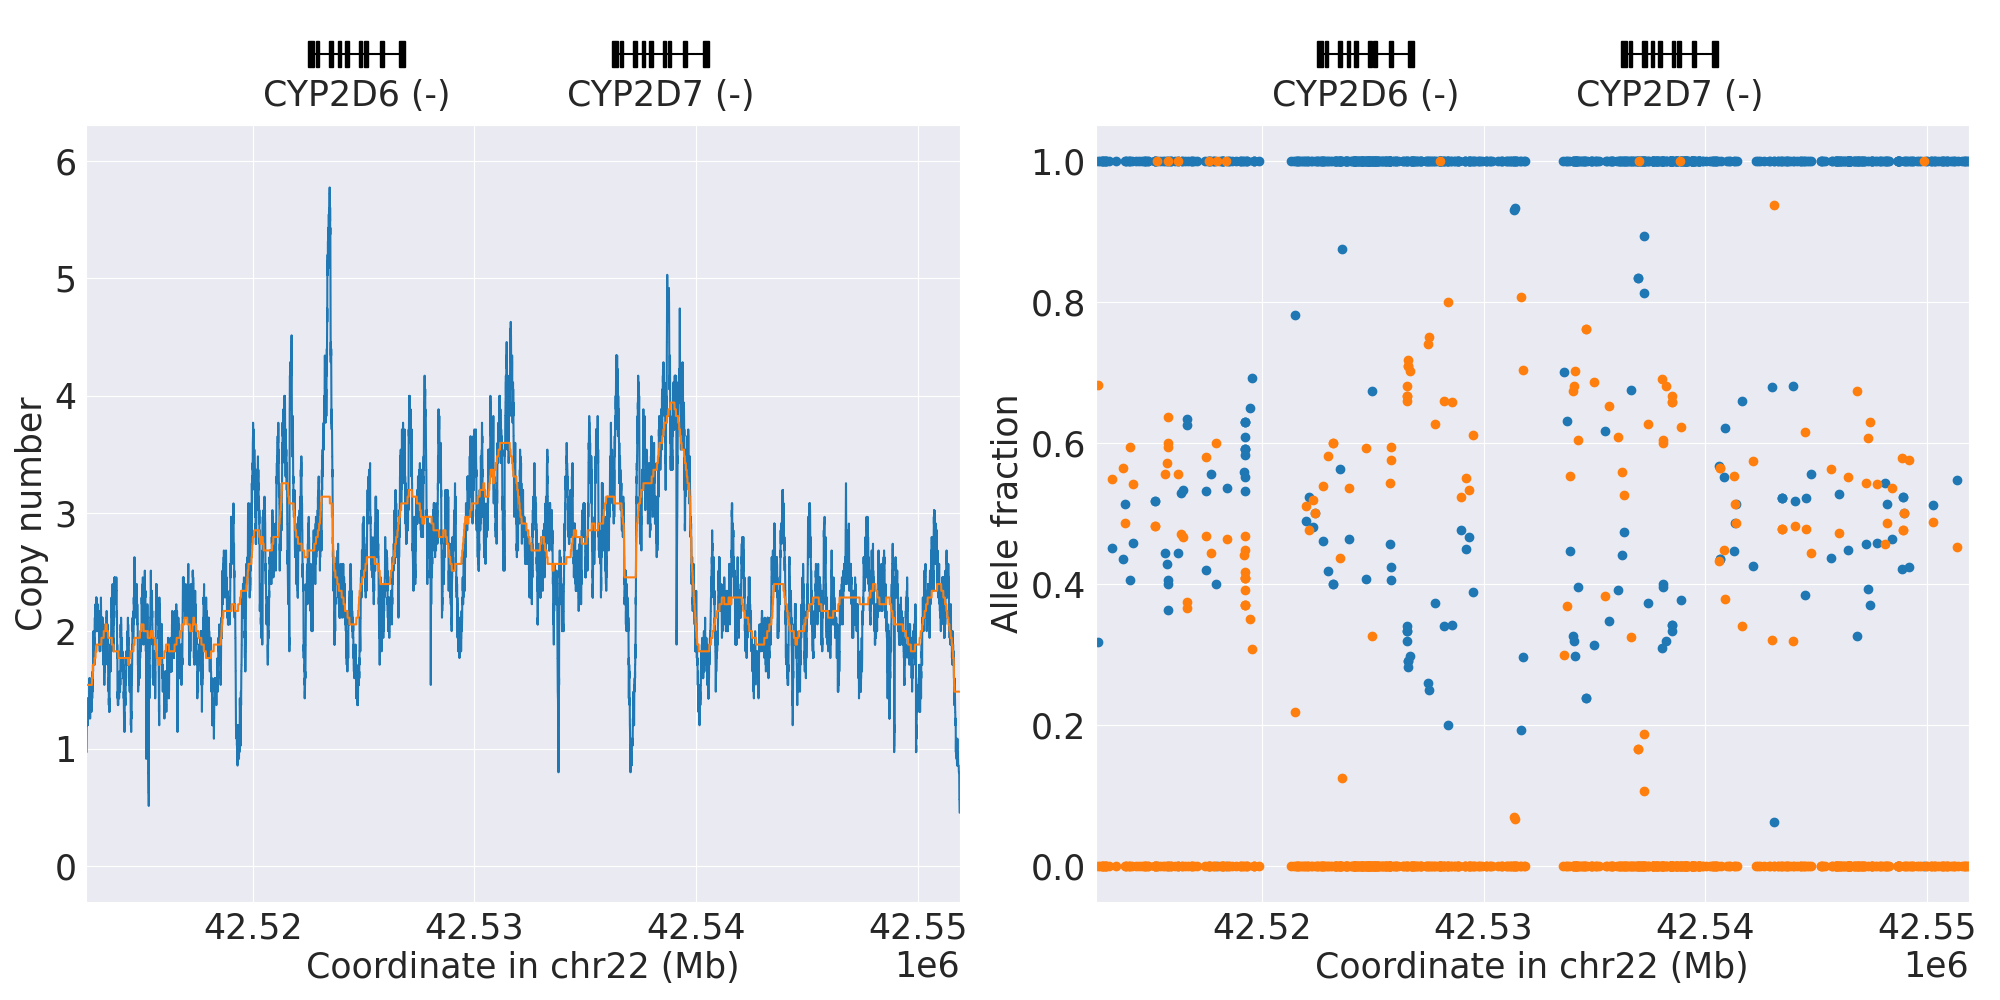 CYP2D6 (-) CYP2D7 (-)
6
5
4
3
2
1
0
Copy number
42.52 42.53 42.54 42.55
Coordinate in chr22 (Mb) 1e6
CYP2D6 (-) CYP2D7 (-)
1.0
0.8
0.6
0.4
0.2
0.0
Allele fraction
42.52 42.53 42.54 42.55
Coordinate in chr22 (Mb) 1e6